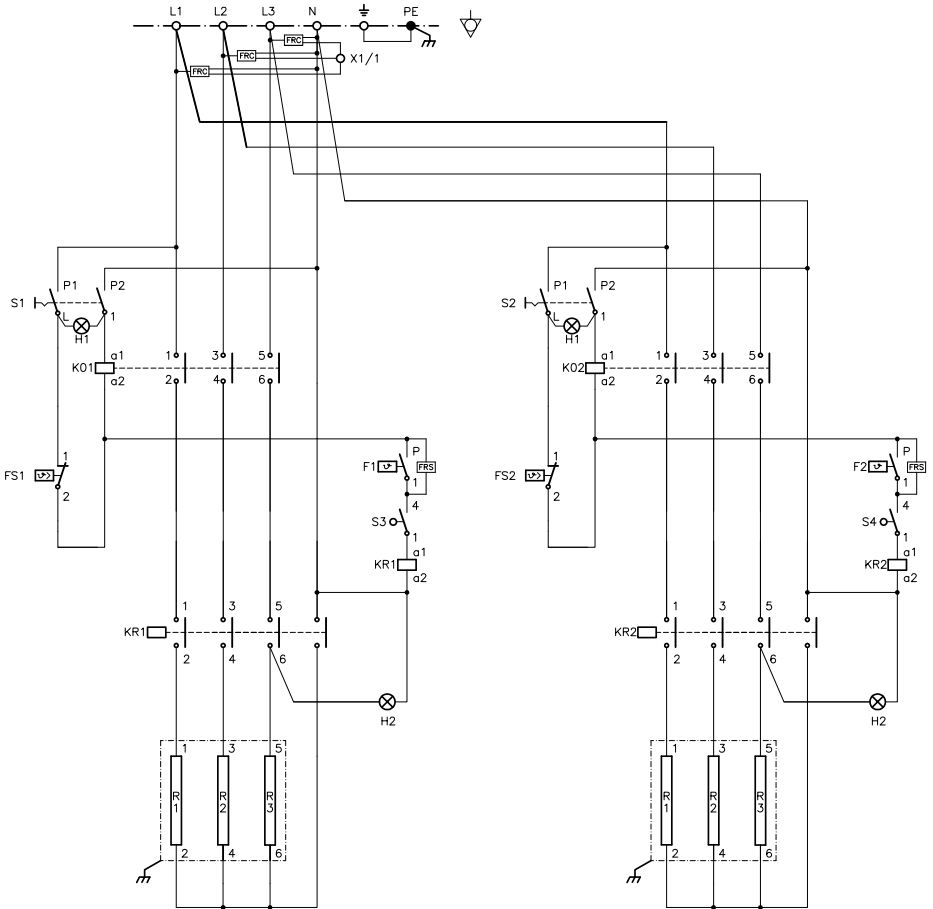 L1 L2 L3 N PE
FRC
FRC X1/1
FRC
P1 P2 P1 P2
S1 S2
L 1 L 1
H1 H1
a1 1 3 5 a1 1 3 5
K01 K02
a2 2 4 6 a2 2 4 6
1 P 1 P
F1 FRS F2 FRS
FS1 FS2
1 1
2 2
4 4
S3 S4
1 1
a1 a1
KR1 KR2
a2 a2
1 3 5 1 3 5
KR1 KR2
2 4 6 2 4 6
H2 H2
1 3 5 1 3 5
R1 R2 R3 R1 R2 R3
2 4 6 2 4 6